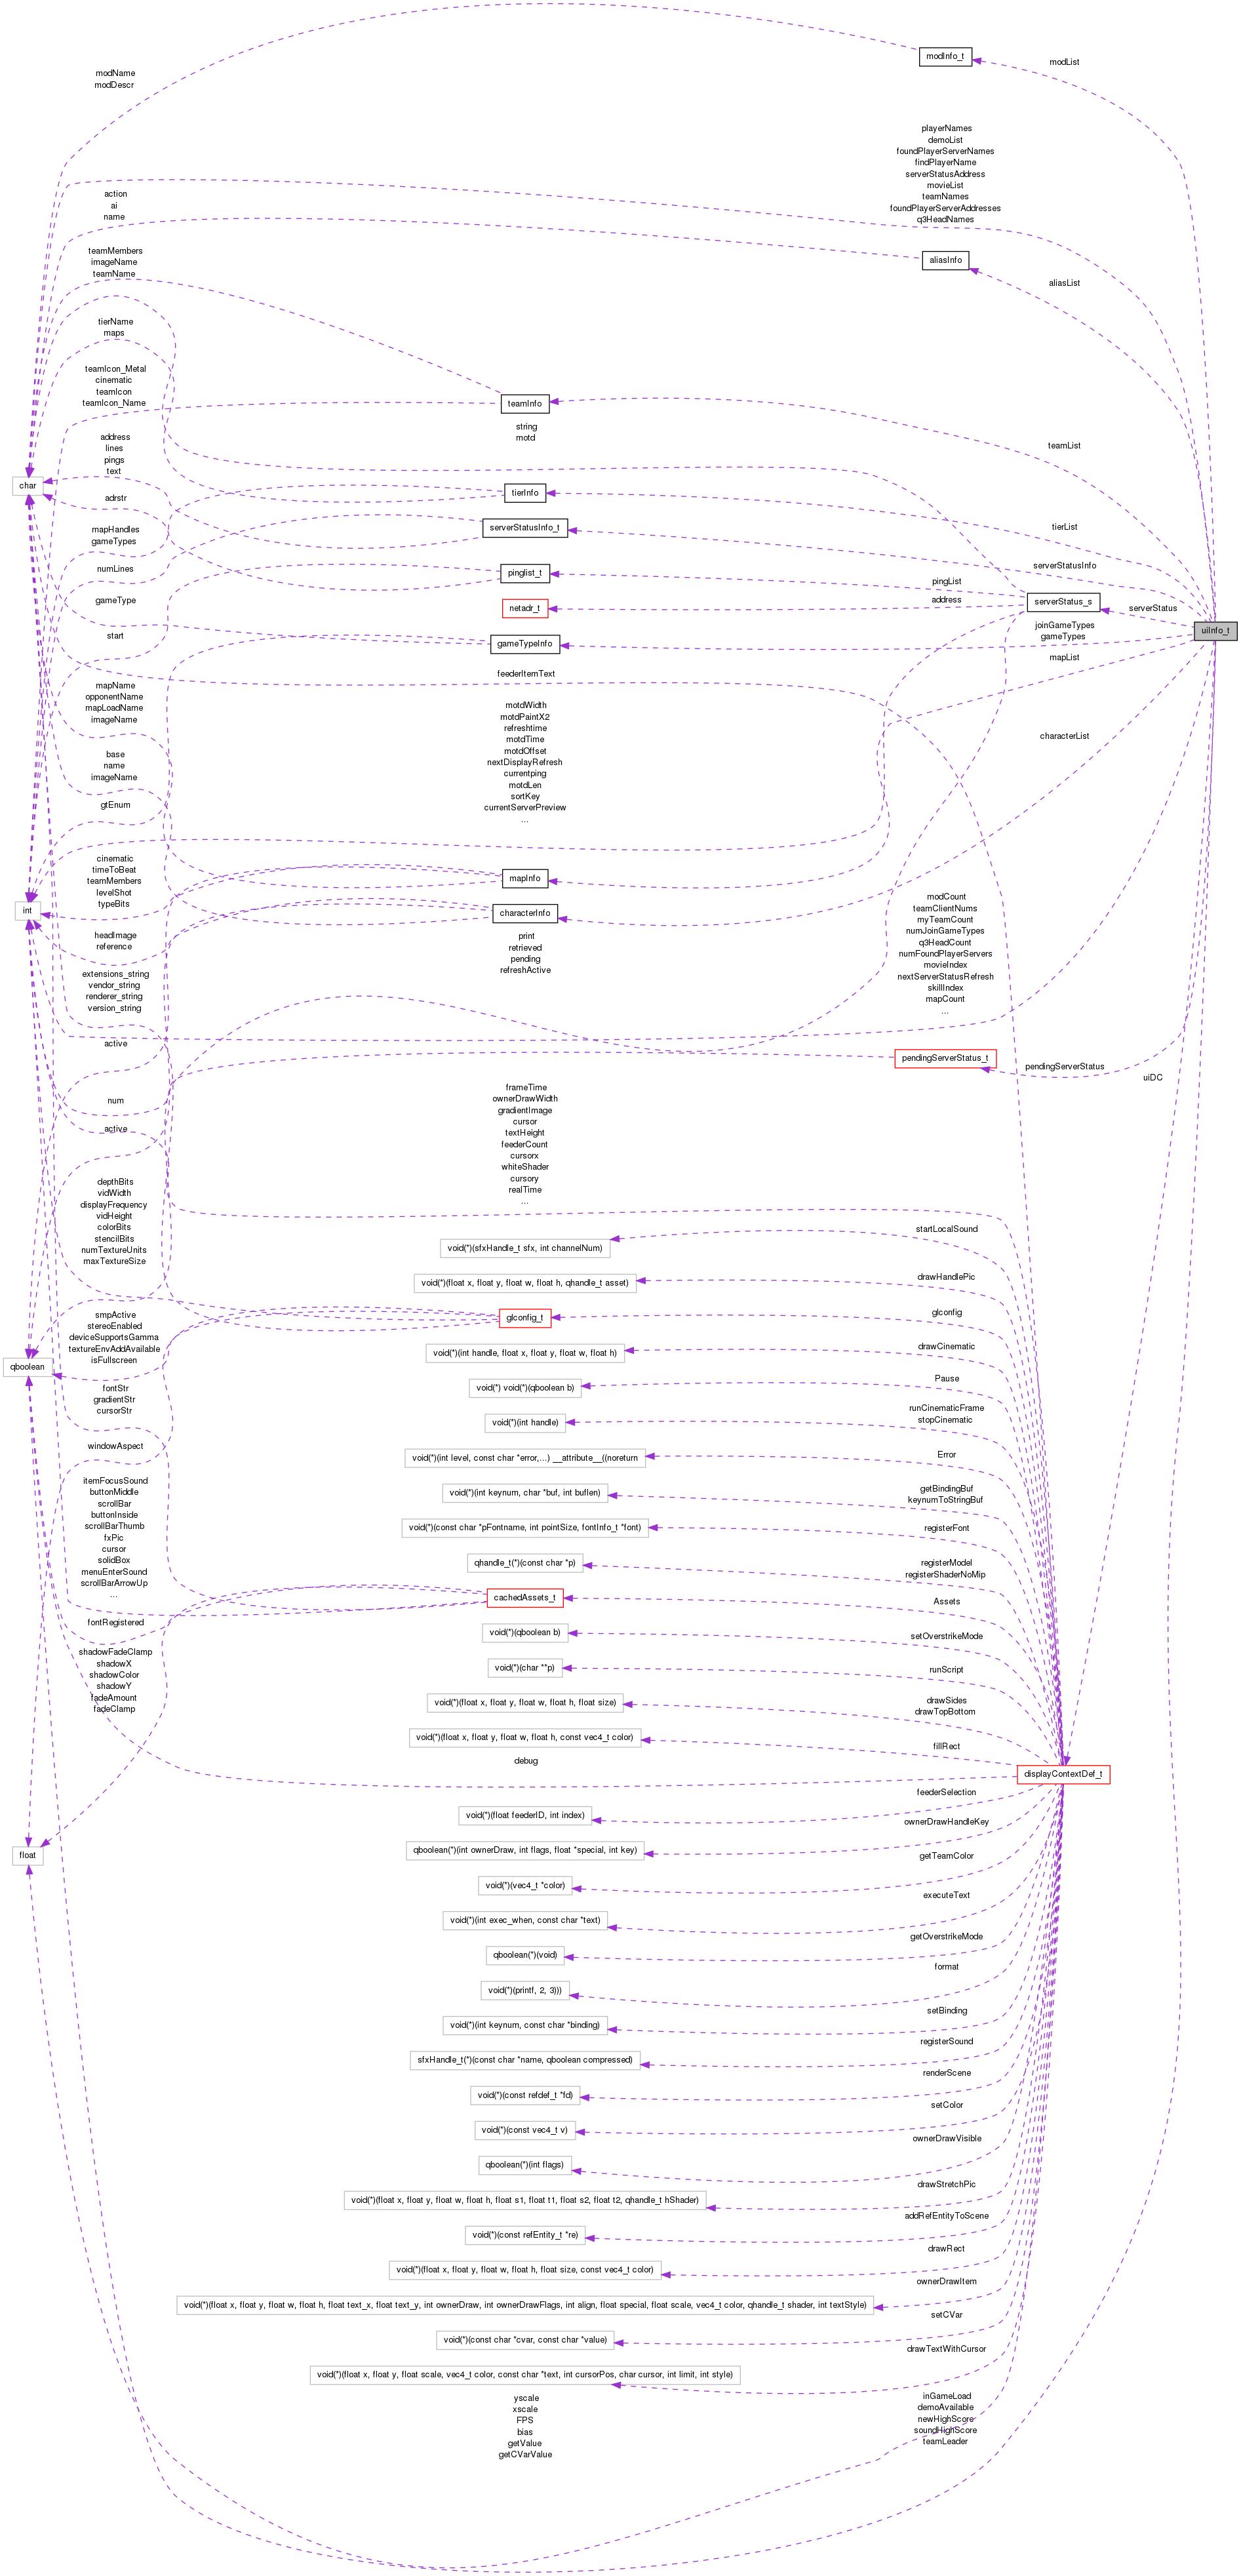 modInfo_t
modList
modName
modDescr
playerNames
demoList
foundPlayerServerNames
findPlayerName
serverStatusAddress
movieList
teamNames
foundPlayerServerAddresses
q3HeadNames
action
ai
name
aliasInfo
aliasList
teamMembers
imageName
teamName
tierName
maps
teamIcon_Metal
cinematic
teamIcon
teamIcon_Name
teamInfo
string
motd
teamList
address
lines
pings
text
char
adrstr
tierInfo
tierList
serverStatusInfo_t
serverStatusInfo
mapHandles
gameTypes
numLines
pinglist_t
pingList
gameType
netadr_t
address
serverStatus_s
serverStatus
uiInfo_t
start
gameTypeInfo
joinGameTypes
gameTypes
mapList
feederItemText
mapName
opponentName
mapLoadName
imageName
motdWidth
motdPaintX2
refreshtime
motdTime
motdOffset
nextDisplayRefresh
currentping
motdLen
sortKey
currentServerPreview
...
characterList
base
name
imageName
gtEnum
cinematic
timeToBeat
teamMembers
levelShot
typeBits
mapInfo
int
characterInfo
headImage
reference
print
retrieved
pending
refreshActive
modCount
teamClientNums
myTeamCount
numJoinGameTypes
q3HeadCount
numFoundPlayerServers
movieIndex
nextServerStatusRefresh
skillIndex
mapCount
...
extensions_string
vendor_string
renderer_string
version_string
active
pendingServerStatus_t
pendingServerStatus
uiDC
num
active
frameTime
ownerDrawWidth
gradientImage
cursor
textHeight
feederCount
cursorx
whiteShader
cursory
realTime
...
depthBits
vidWidth
displayFrequency
vidHeight
colorBits
stencilBits
numTextureUnits
maxTextureSize
startLocalSound
void(*)(sfxHandle_t sfx, int channelNum)
drawHandlePic
void(*)(float x, float y, float w, float h, qhandle_t asset)
glconfig
glconfig_t
smpActive
stereoEnabled
deviceSupportsGamma
textureEnvAddAvailable
isFullscreen
qboolean
drawCinematic
void(*)(int handle, float x, float y, float w, float h)
Pause
void(*) void(*)(qboolean b)
fontStr
gradientStr
cursorStr
runCinematicFrame
stopCinematic
void(*)(int handle)
windowAspect
Error
void(*)(int level, const char *error,...) __attribute__((noreturn
itemFocusSound
buttonMiddle
scrollBar
buttonInside
scrollBarThumb
fxPic
cursor
solidBox
menuEnterSound
scrollBarArrowUp
...
getBindingBuf
keynumToStringBuf
void(*)(int keynum, char *buf, int buflen)
registerFont
void(*)(const char *pFontname, int pointSize, fontInfo_t *font)
registerModel
registerShaderNoMip
qhandle_t(*)(const char *p)
Assets
cachedAssets_t
fontRegistered
setOverstrikeMode
void(*)(qboolean b)
shadowFadeClamp
shadowX
shadowColor
shadowY
fadeAmount
fadeClamp
runScript
void(*)(char **p)
drawSides
drawTopBottom
void(*)(float x, float y, float w, float h, float size)
fillRect
void(*)(float x, float y, float w, float h, const vec4_t color)
debug
displayContextDef_t
feederSelection
void(*)(float feederID, int index)
ownerDrawHandleKey
qboolean(*)(int ownerDraw, int flags, float *special, int key)
float
getTeamColor
void(*)(vec4_t *color)
executeText
void(*)(int exec_when, const char *text)
getOverstrikeMode
qboolean(*)(void)
format
void(*)(printf, 2, 3)))
setBinding
void(*)(int keynum, const char *binding)
registerSound
sfxHandle_t(*)(const char *name, qboolean compressed)
renderScene
void(*)(const refdef_t *fd)
setColor
void(*)(const vec4_t v)
ownerDrawVisible
qboolean(*)(int flags)
drawStretchPic
void(*)(float x, float y, float w, float h, float s1, float t1, float s2, float t2, qhandle_t hShader)
addRefEntityToScene
void(*)(const refEntity_t *re)
drawRect
void(*)(float x, float y, float w, float h, float size, const vec4_t color)
ownerDrawItem
void(*)(float x, float y, float w, float h, float text_x, float text_y, int ownerDraw, int ownerDrawFlags, int align, float special, float scale, vec4_t color, qhandle_t shader, int textStyle)
setCVar
void(*)(const char *cvar, const char *value)
drawTextWithCursor
void(*)(float x, float y, float scale, vec4_t color, const char *text, int cursorPos, char cursor, int limit, int style)
yscale
xscale
FPS
bias
getValue
getCVarValue
inGameLoad
demoAvailable
newHighScore
soundHighScore
teamLeader